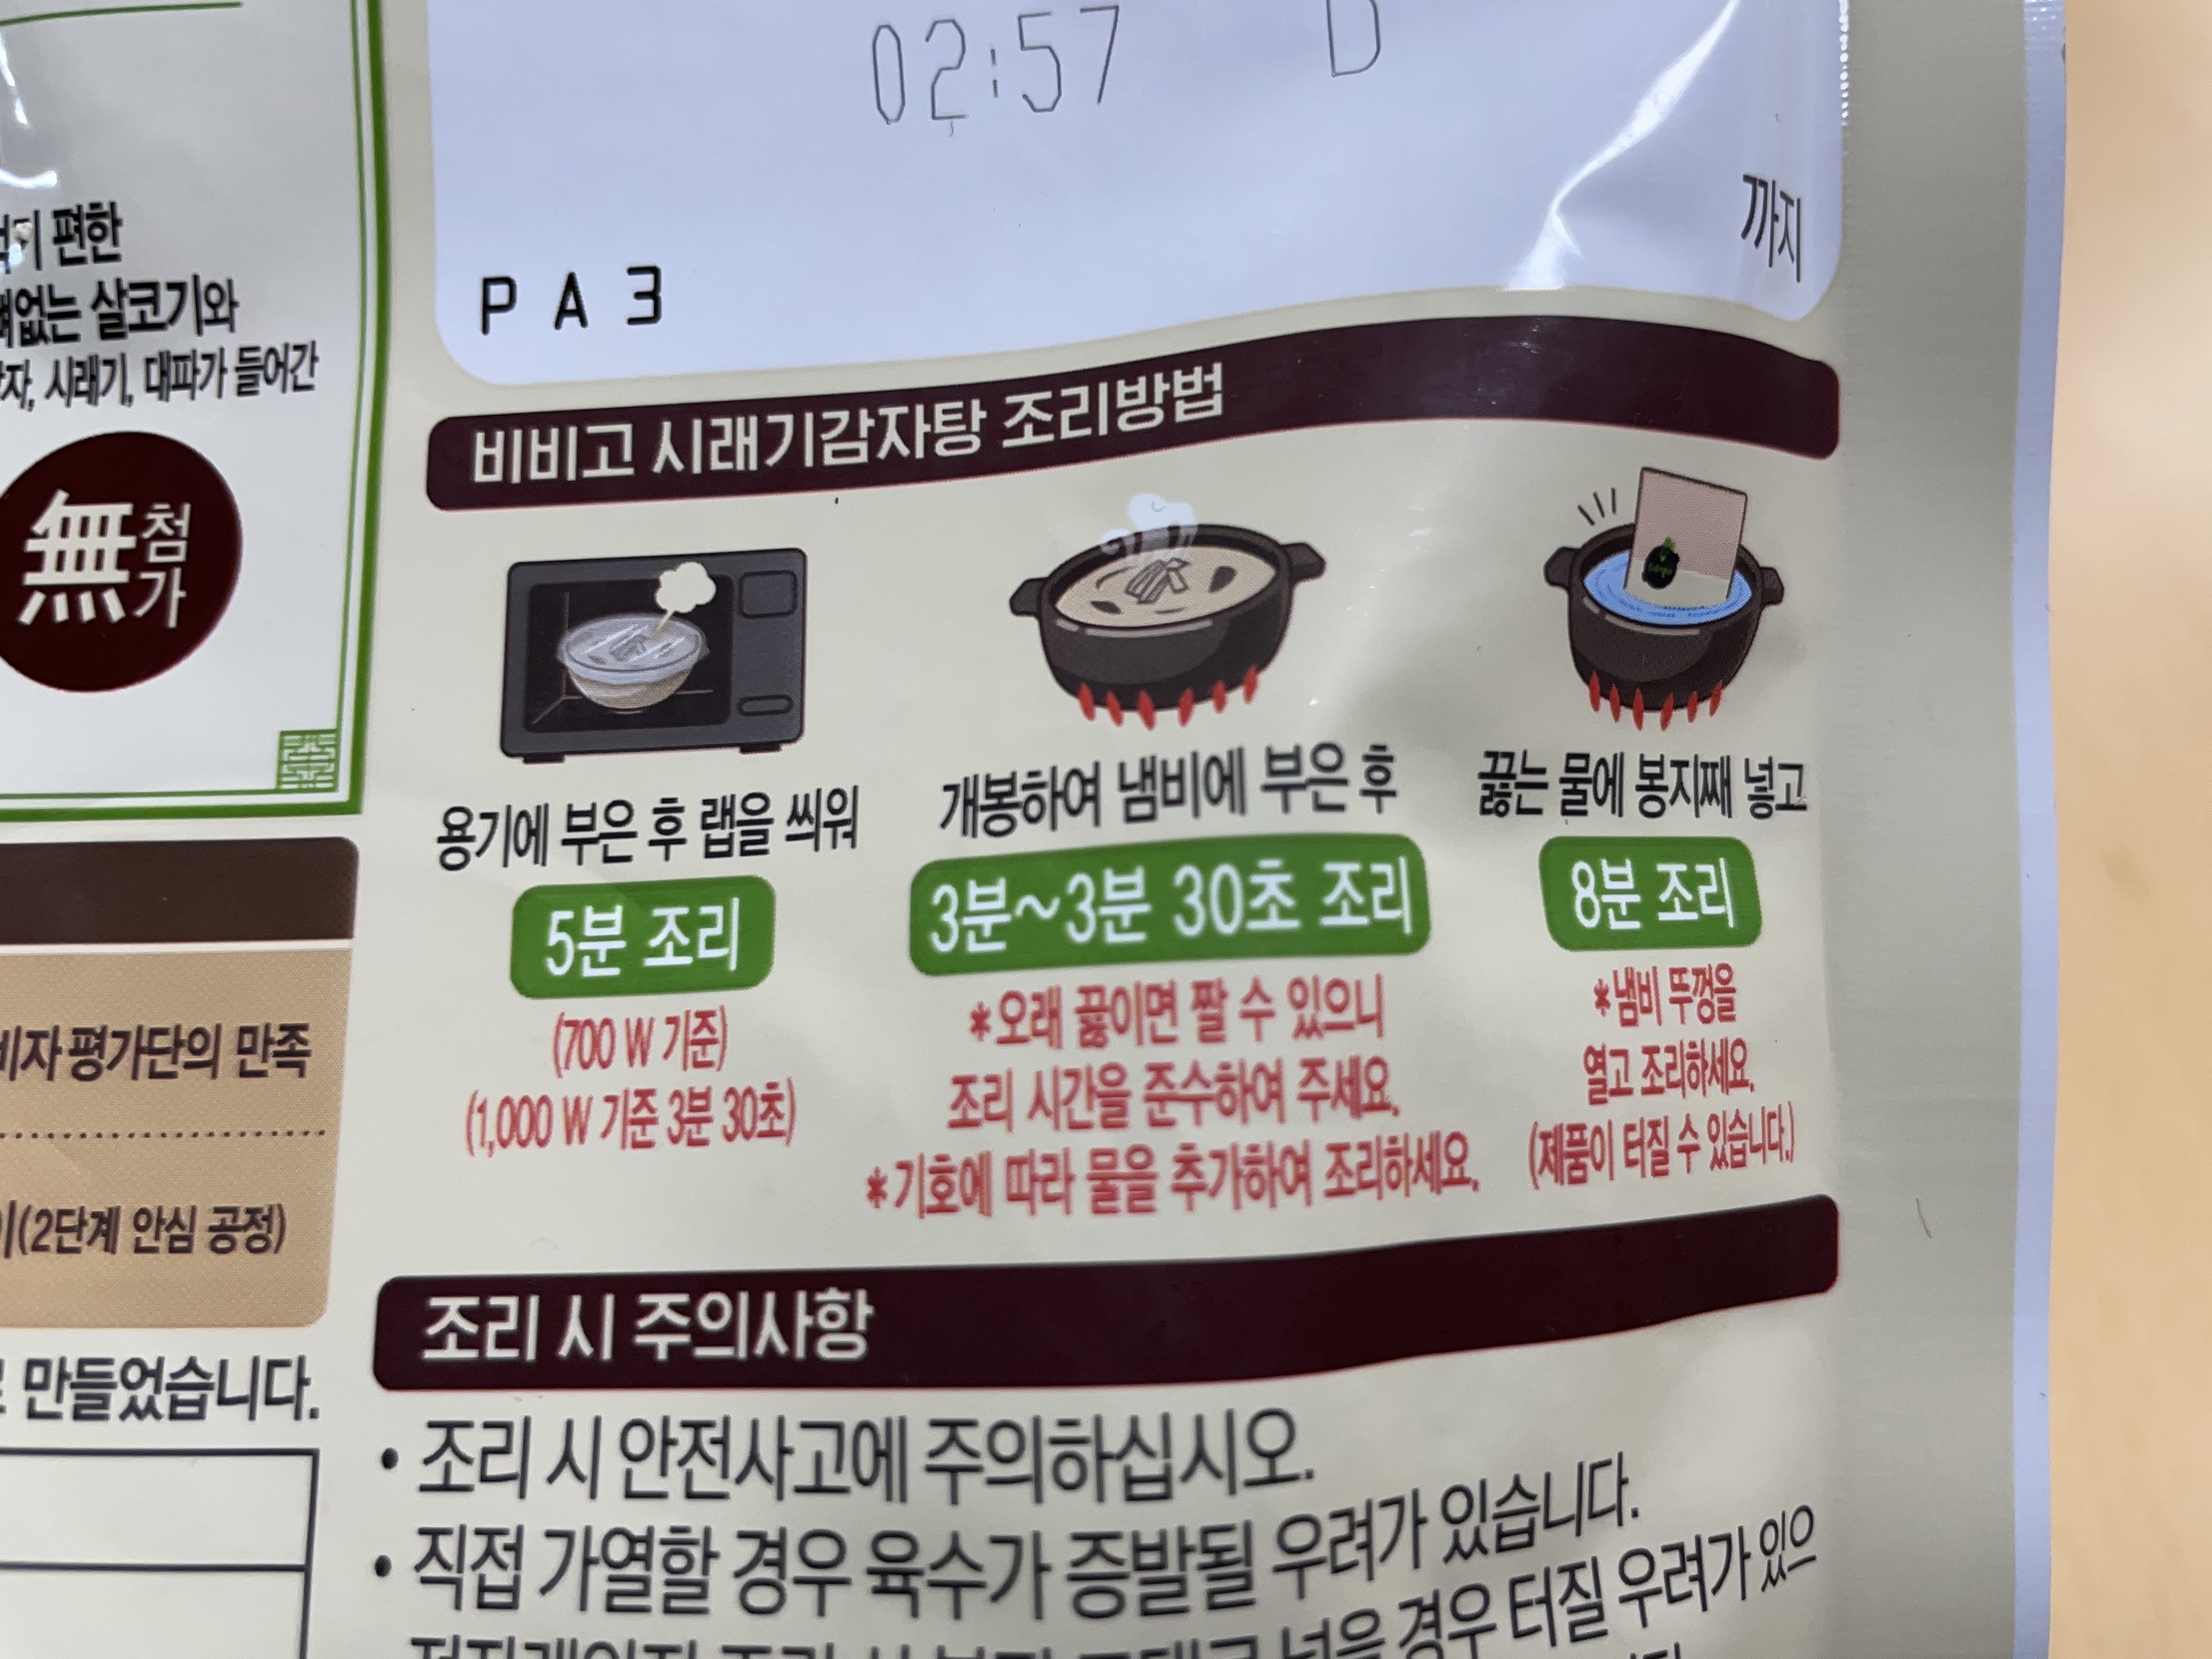 02:57 D
까지
PA3
편한
없는 살코기와
시래기, 대파가 들어간
無첨가
비비고 시래기감자탕 조리방법
용기에 부은 후 랩을 씌워
5분 조리
(700 W 기준)
(1,000 W 기준 3분 30초)
개봉하여 냄비에 부은 후
3분~3분 30초 조리
*오래 끓이면 짤 수 있으니
조리 시간을 준수하여 주세요.
*기호에 따라 물을 추가하여 조리하세요.
끓는 물에 봉지째 넣고
8분 조리
*냄비 뚜껑을
열고 조리하세요.
(제품이 터질 수 있습니다.)
평가단의 만족
(2단계 안심 공정)
만들었습니다.
조리 시 주의사항
• 조리 시 안전사고에 주의하십시오.
• 직접 가열할 경우 육수가 증발될 우려가 있습니다.
넣을 경우 터질 우려가 있으